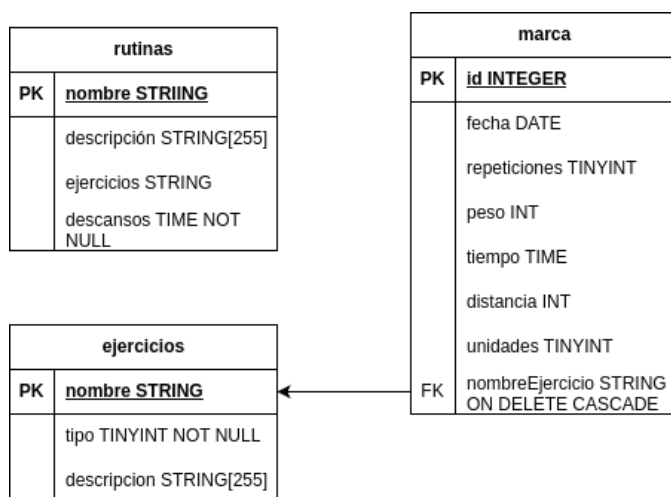 rutinas
PK nombre STRIING
descripción STRING[255]
ejercicios STRING
descansos TIME NOT
NULL
marca
PK id INTEGER
fecha DATE
repeticiones TINYINT
peso INT
tiempo TIME
distancia INT
unidades TINYINT
FK nombreEjercicio STRING
ON DELETE CASCADE
ejercicios
PK nombre STRING
tipo TINYINT NOT NULL
descripcion STRING[255]